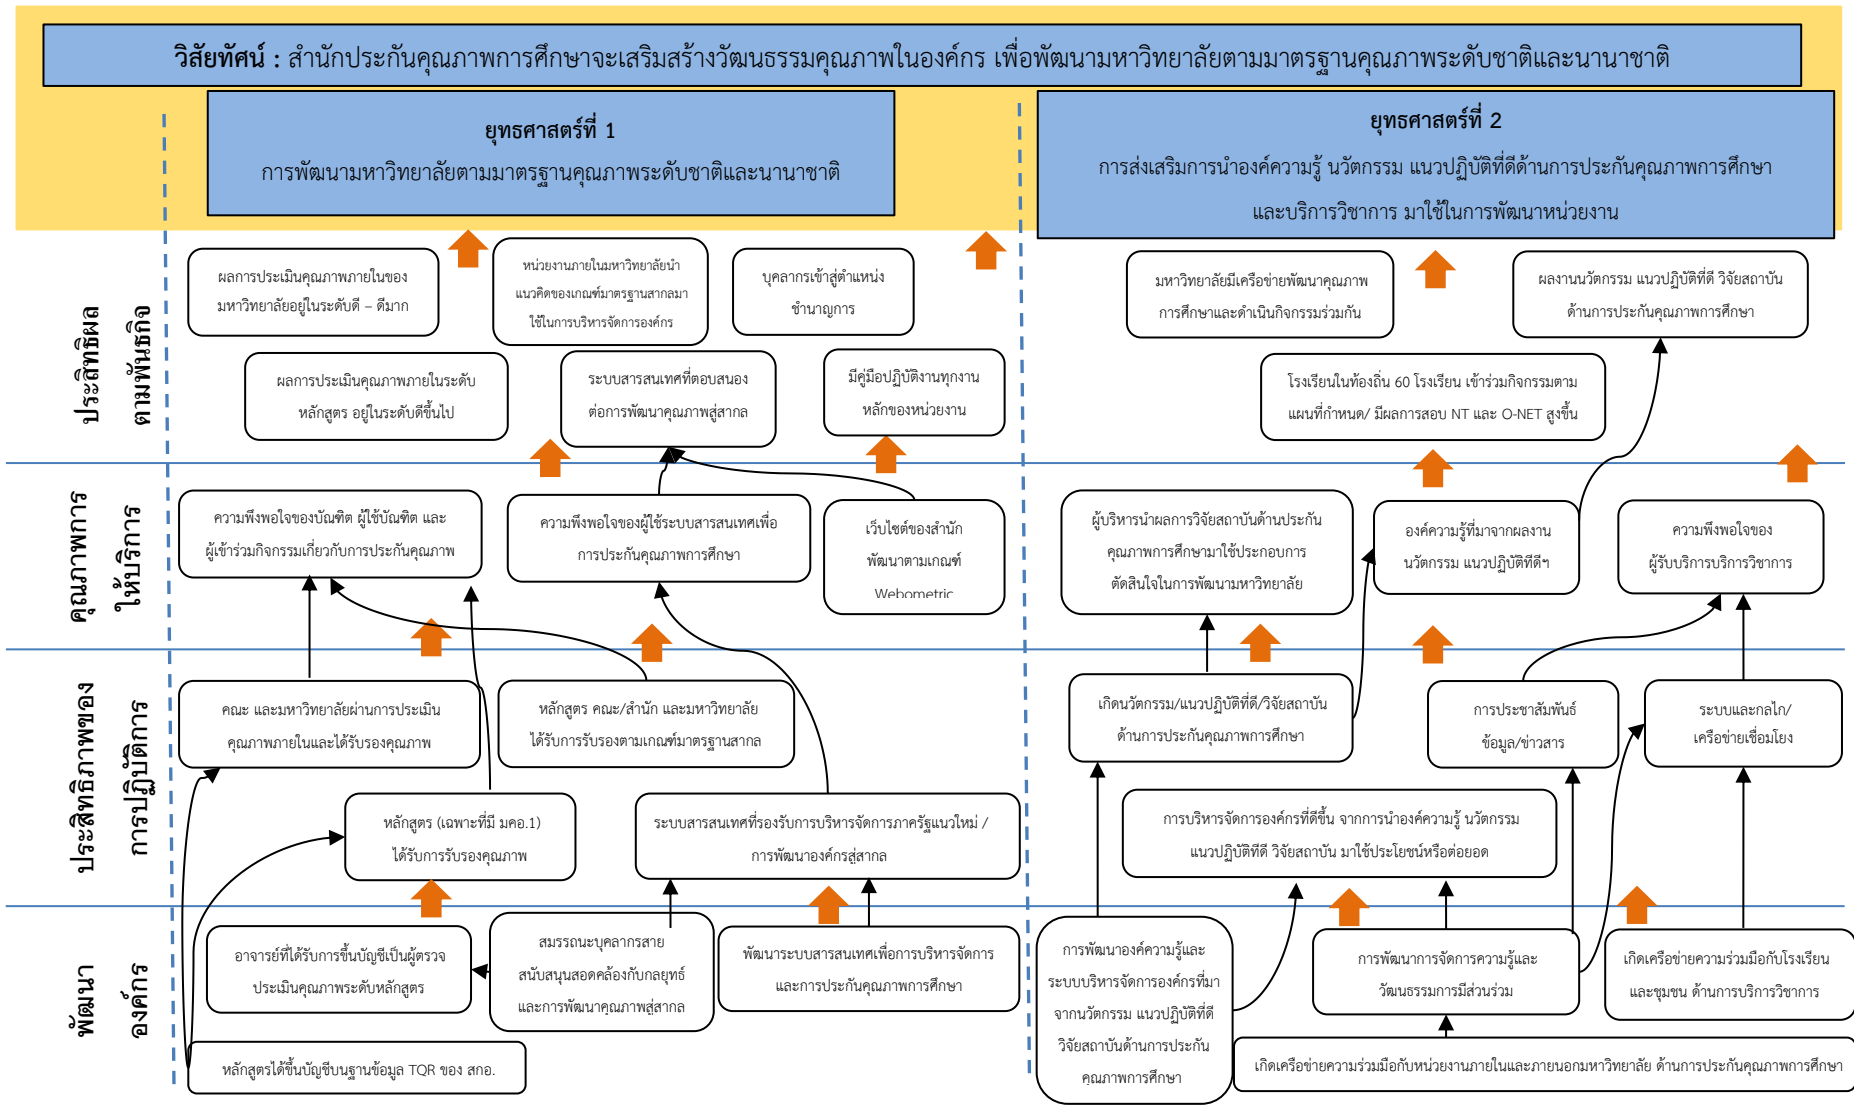 วิสัยทัศน์ : สำนักประกันคุณภาพการศึกษาจะเสริมสร้างวัฒนธรรมคุณภาพในองค์กร เพื่อพัฒนามหาวิทยาลัยตามมาตรฐานคุณภาพระดับชาติและนานาชาติ
ยุทธศาสตร์ที่ 1
การพัฒนามหาวิทยาลัยตามมาตรฐานคุณภาพระดับชาติและนานาชาติ
ยุทธศาสตร์ที่ 2
การส่งเสริมการนำองค์ความรู้ นวัตกรรม แนวปฏิบัติที่ดีด้านการประกันคุณภาพการศึกษา
และบริการวิชาการ มาใช้ในการพัฒนาหน่วยงาน
ประสิทธิผล
ตามพันธกิจ
ผลการประเมินคุณภาพภายในของ
มหาวิทยาลัยอยู่ในระดับดี – ดีมาก
หน่วยงานภายในมหาวิทยาลัยนำ
แนวคิดของเกณฑ์มาตรฐานสากลมา
ใช้ในการบริหารจัดการองค์กร
บุคลากรเข้าสู่ตำแหน่ง
ชำนาญการ
มหาวิทยาลัยมีเครือข่ายพัฒนาคุณภาพ
การศึกษาและดำเนินกิจกรรมร่วมกัน
ผลงานนวัตกรรม แนวปฏิบัติที่ดี วิจัยสถาบัน
ด้านการประกันคุณภาพการศึกษา
ผลการประเมินคุณภาพภายในระดับ
หลักสูตร อยู่ในระดับดีขึ้นไป
ระบบสารสนเทศที่ตอบสนอง
ต่อการพัฒนาคุณภาพสู่สากล
มีคู่มือปฏิบัติงานทุกงาน
หลักของหน่วยงาน
โรงเรียนในท้องถิ่น 60 โรงเรียน เข้าร่วมกิจกรรมตาม
แผนที่กำหนด/ มีผลการสอบ NT และ O-NET สูงขึ้น
คุณภาพการ
ให้บริการ
ความพึงพอใจของบัณฑิต ผู้ใช้บัณฑิต และ
ผู้เข้าร่วมกิจกรรมเกี่ยวกับการประกันคุณภาพ
ความพึงพอใจของผู้ใช้ระบบสารสนเทศเพื่อ
การประกันคุณภาพการศึกษา
เว็บไซต์ของสำนัก
พัฒนาตามเกณฑ์
Webometric
ผู้บริหารนำผลการวิจัยสถาบันด้านประกัน
คุณภาพการศึกษามาใช้ประกอบการ
ตัดสินใจในการพัฒนามหาวิทยาลัย
องค์ความรู้ที่มาจากผลงาน
นวัตกรรม แนวปฏิบัติทีดีฯ
ความพึงพอใจของ
ผู้รับบริการบริการวิชาการ
ประสิทธิภาพของ
การปฏิบัติการ
คณะ และมหาวิทยาลัยผ่านการประเมิน
คุณภาพภายในและได้รับรองคุณภาพ
หลักสูตร คณะ/สำนัก และมหาวิทยาลัย
ได้รับการรับรองตามเกณฑ์มาตรฐานสากล
เกิดนวัตกรรม/แนวปฏิบัติที่ดี/วิจัยสถาบัน
ด้านการประกันคุณภาพการศึกษา
การประชาสัมพันธ์
ข้อมูล/ข่าวสาร
ระบบและกลไก/
เครือข่ายเชื่อมโยง
หลักสูตร (เฉพาะที่มี มคอ.1)
ได้รับการรับรองคุณภาพ
ระบบสารสนเทศที่รองรับการบริหารจัดการภาครัฐแนวใหม่ /
การพัฒนาองค์กรสู่สากล
การบริหารจัดการองค์กรที่ดีขึ้น จากการนำองค์ความรู้ นวัตกรรม
แนวปฏิบัติทีดี วิจัยสถาบัน มาใช้ประโยชน์หรือต่อยอด
พัฒนา
องค์กร
อาจารย์ที่ได้รับการขึ้นบัญชีเป็นผู้ตรวจ
ประเมินคุณภาพระดับหลักสูตร
สมรรถนะบุคลากรสาย
สนับสนุนสอดคล้องกับกลยุทธ์
และการพัฒนาคุณภาพสู่สากล
พัฒนาระบบสารสนเทศเพื่อการบริหารจัดการ
และการประกันคุณภาพการศึกษา
การพัฒนาองค์ความรู้และ
ระบบบริหารจัดการองค์กรที่มา
จากนวัตกรรม แนวปฏิบัติที่ดี
วิจัยสถาบันด้านการประกัน
คุณภาพการศึกษา
การพัฒนาการจัดการความรู้และ
วัฒนธรรมการมีส่วนร่วม
เกิดเครือข่ายความร่วมมือกับโรงเรียน
และชุมชน ด้านการบริการวิชาการ
หลักสูตรได้ขึ้นบัญชีบนฐานข้อมูล TQR ของ สกอ.
เกิดเครือข่ายความร่วมมือกับหน่วยงานภายในและภายนอกมหาวิทยาลัย ด้านการประกันคุณภาพการศึกษา